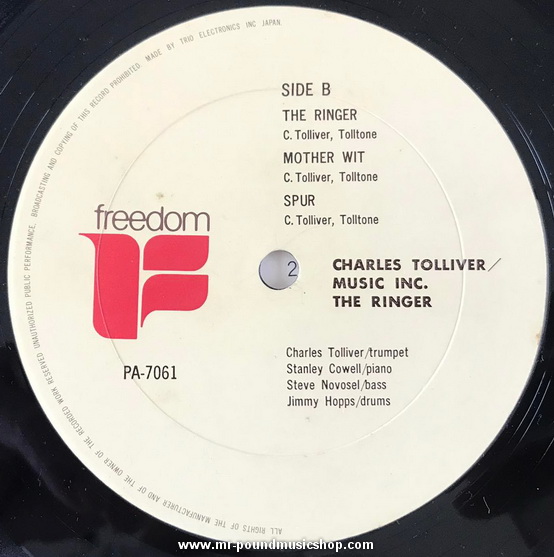 ALL RIGHTS OF THE MANUFACTURER AND OF THE OWNER OF THE RECORDED WORK RESERVED UNAUTHORIZED PUBLIC PERFORMANCE, BROADCASTING AND COPYING OF THIS RECORD PROHIBITED. MADE BY TRIO ELECTRONICS INC JAPAN.
SIDE B
THE RINGER
C. Tolliver, Tolltone
MOTHER WIT
C. Tolliver, Tolltone
SPUR
C. Tolliver, Tolltone
freedom
F
2
CHARLES TOLLIVER/
MUSIC INC.
THE RINGER
PA-7061
Charles Tolliver/trumpet
Stanley Cowell/piano
Steve Novosel/bass
Jimmy Hopps/drums
www.mr-poundmusicshop.com